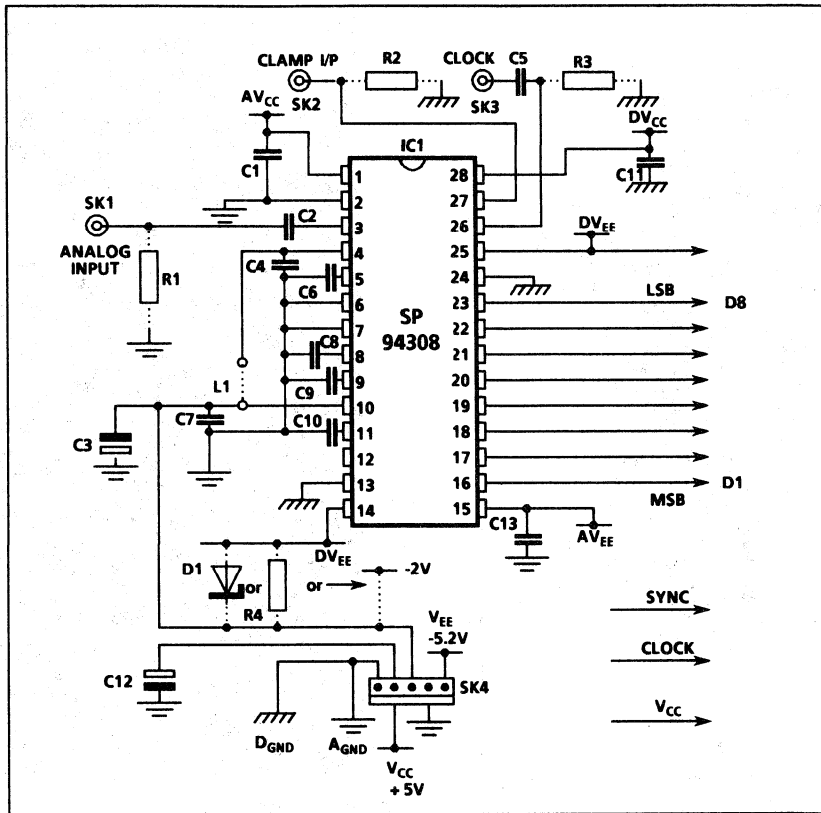 CLAMP I/P
R2
CLOCK
C5
R3
SK2
SK3
AVCC
DVCC
IC1
C1
C11
1
28
2
27
SK1
C2
3
26
DVEE
ANALOG
INPUT
4
25
C4
R1
5
24
C6
6
SP
94308
23
LSB
D8
7
22
C8
8
21
9
20
L1
C9
10
19
C7
C10
11
18
C3
12
17
13
16
D1
MSB
14
15
C13
AVEE
DVEE
D1
or
R4
or
-2V
SYNC
VEE
-5.2V
CLOCK
C12
SK4
VCC
DGND
AGND
VCC
+ 5V